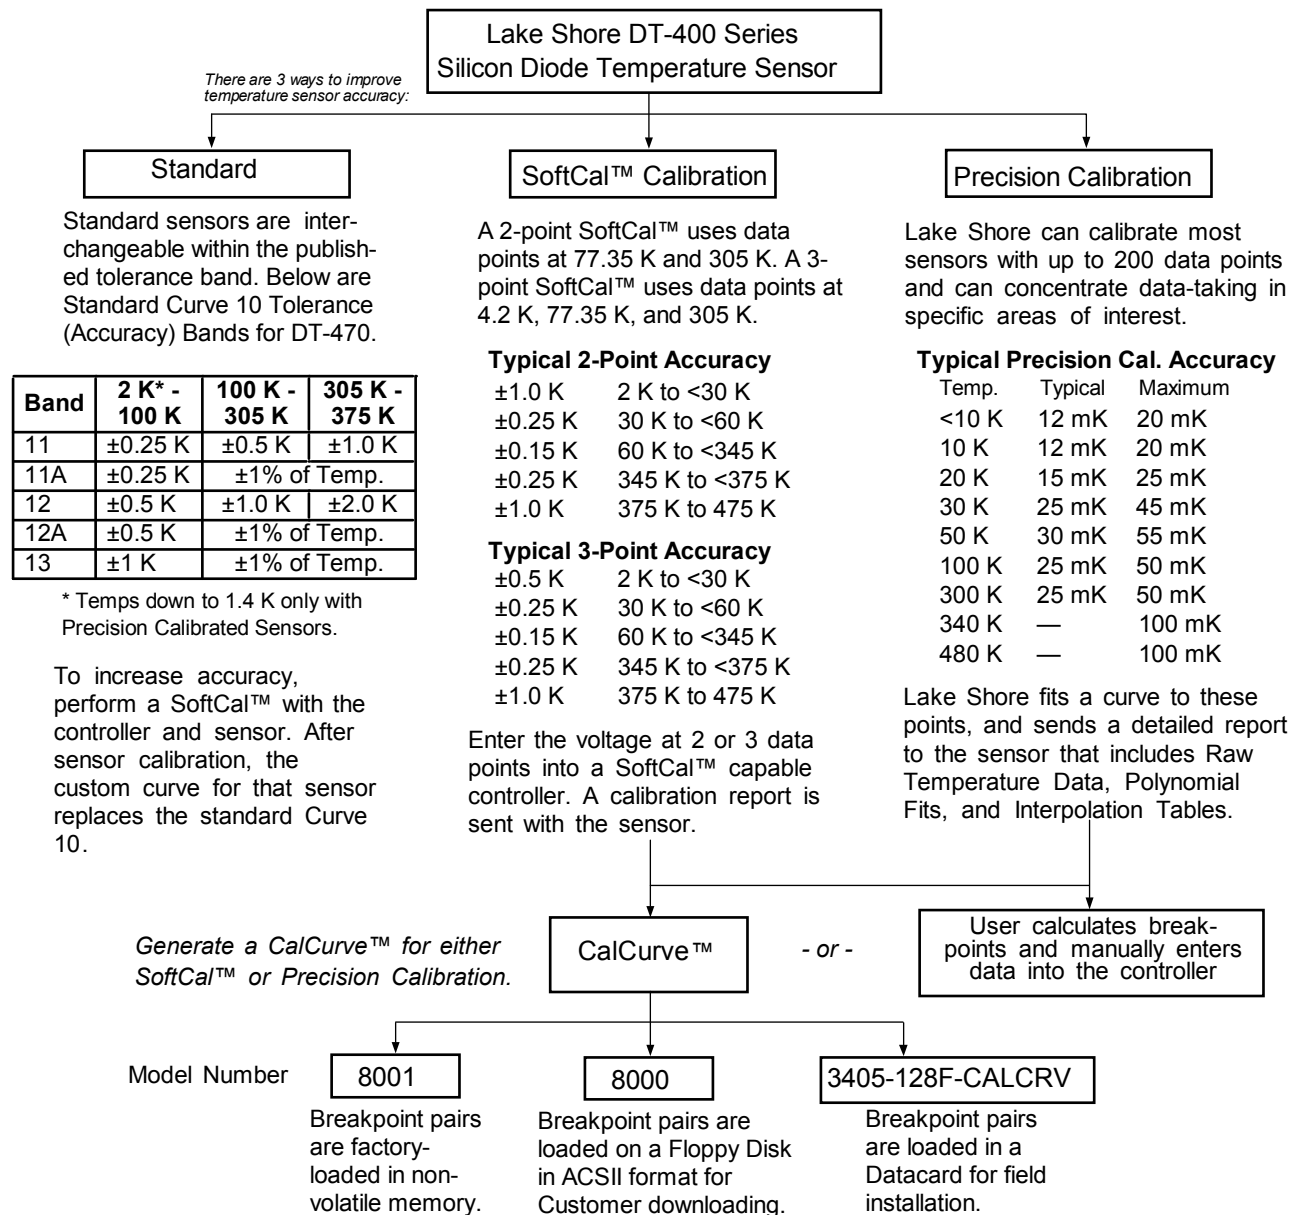 Lake Shore DT-400 Series
Silicon Diode Temperature Sensor
There are 3 ways to improve
temperature sensor accuracy:
Standard
Standard sensors are inter-
changeable within the publish-
ed tolerance band. Below are
Standard Curve 10 Tolerance
(Accuracy) Bands for DT-470.
Band 2 K* - 100 K 100 K - 305 K 305 K - 375 K
11 ±0.25 K ±0.5 K ±1.0 K
11A ±0.25 K ±1% of Temp.
12 ±0.5 K ±1.0 K ±2.0 K
12A ±0.5 K ±1% of Temp.
13 ±1 K ±1% of Temp.
* Temps down to 1.4 K only with
Precision Calibrated Sensors.
To increase accuracy,
perform a SoftCal™ with the
controller and sensor. After
sensor calibration, the
custom curve for that sensor
replaces the standard Curve
10.
SoftCal™ Calibration
A 2-point SoftCal™ uses data
points at 77.35 K and 305 K. A 3-
point SoftCal™ uses data points at
4.2 K, 77.35 K, and 305 K.
Typical 2-Point Accuracy
±1.0 K 2 K to <30 K
±0.25 K 30 K to <60 K
±0.15 K 60 K to <345 K
±0.25 K 345 K to <375 K
±1.0 K 375 K to 475 K
Typical 3-Point Accuracy
±0.5 K 2 K to <30 K
±0.25 K 30 K to <60 K
±0.15 K 60 K to <345 K
±0.25 K 345 K to <375 K
±1.0 K 375 K to 475 K
Enter the voltage at 2 or 3 data
points into a SoftCal™ capable
controller. A calibration report is
sent with the sensor.
Precision Calibration
Lake Shore can calibrate most
sensors with up to 200 data points
and can concentrate data-taking in
specific areas of interest.
Typical Precision Cal. Accuracy
Temp. Typical Maximum
<10 K 12 mK 20 mK
10 K 12 mK 20 mK
20 K 15 mK 25 mK
30 K 25 mK 45 mK
50 K 30 mK 55 mK
100 K 25 mK 50 mK
300 K 25 mK 50 mK
340 K — 100 mK
480 K — 100 mK
Lake Shore fits a curve to these
points, and sends a detailed report
to the sensor that includes Raw
Temperature Data, Polynomial
Fits, and Interpolation Tables.
Generate a CalCurve™ for either
SoftCal™ or Precision Calibration.
CalCurve™
- or -
User calculates break-
points and manually enters
data into the controller
Model Number
8001
Breakpoint pairs
are factory-
loaded in non-
volatile memory.
8000
Breakpoint pairs are
loaded on a Floppy Disk
in ACSII format for
Customer downloading.
3405-128F-CALCRV
Breakpoint pairs
are loaded in a
Datacard for field
installation.